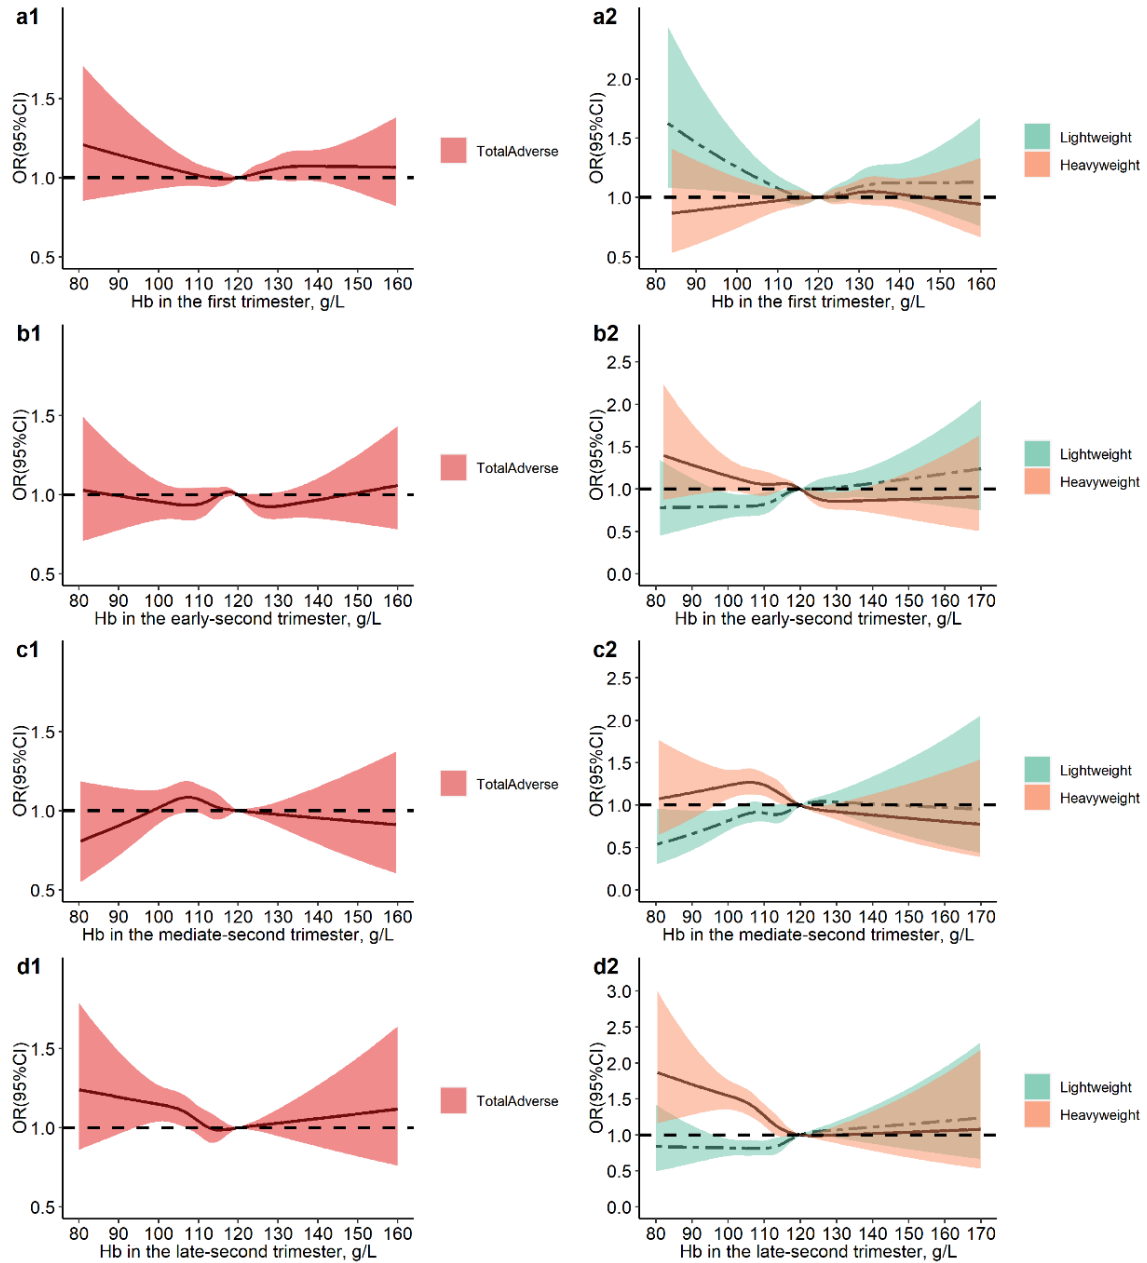 a1
OR(95%CI)
1.5
1.0
0.5
80 90 100 110 120 130 140 150 160
Hb in the first trimester, g/L
TotalAdverse
a2
OR(95%CI)
2.0
1.5
1.0
0.5
80 90 100 110 120 130 140 150 160
Hb in the first trimester, g/L
Lightweight
Heavyweight
b1
OR(95%CI)
1.5
1.0
0.5
80 90 100 110 120 130 140 150 160
Hb in the early-second trimester, g/L
TotalAdverse
b2
OR(95%CI)
2.5
2.0
1.5
1.0
0.5
0.0
80 90 100 110 120 130 140 150 160 170
Hb in the early-second trimester, g/L
Lightweight
Heavyweight
c1
OR(95%CI)
1.5
1.0
0.5
80 90 100 110 120 130 140 150 160
Hb in the mediate-second trimester, g/L
TotalAdverse
c2
OR(95%CI)
2.5
2.0
1.5
1.0
0.5
0.0
80 90 100 110 120 130 140 150 160 170
Hb in the mediate-second trimester, g/L
Lightweight
Heavyweight
d1
OR(95%CI)
1.5
1.0
0.5
80 90 100 110 120 130 140 150 160
Hb in the late-second trimester, g/L
TotalAdverse
d2
OR(95%CI)
3.0
2.5
2.0
1.5
1.0
0.5
0.0
80 90 100 110 120 130 140 150 160 170
Hb in the late-second trimester, g/L
Lightweight
Heavyweight